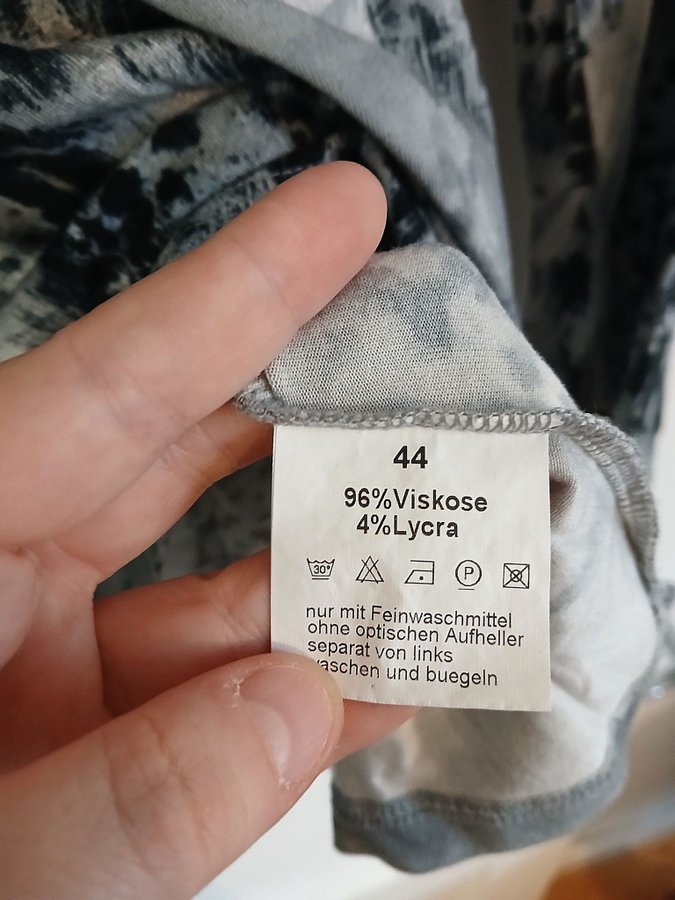 44
96%Viskose
4%Lycra
30° P
nur mit Feinwaschmittel
ohne optischen Aufheller
separat von links
waschen und buegeln